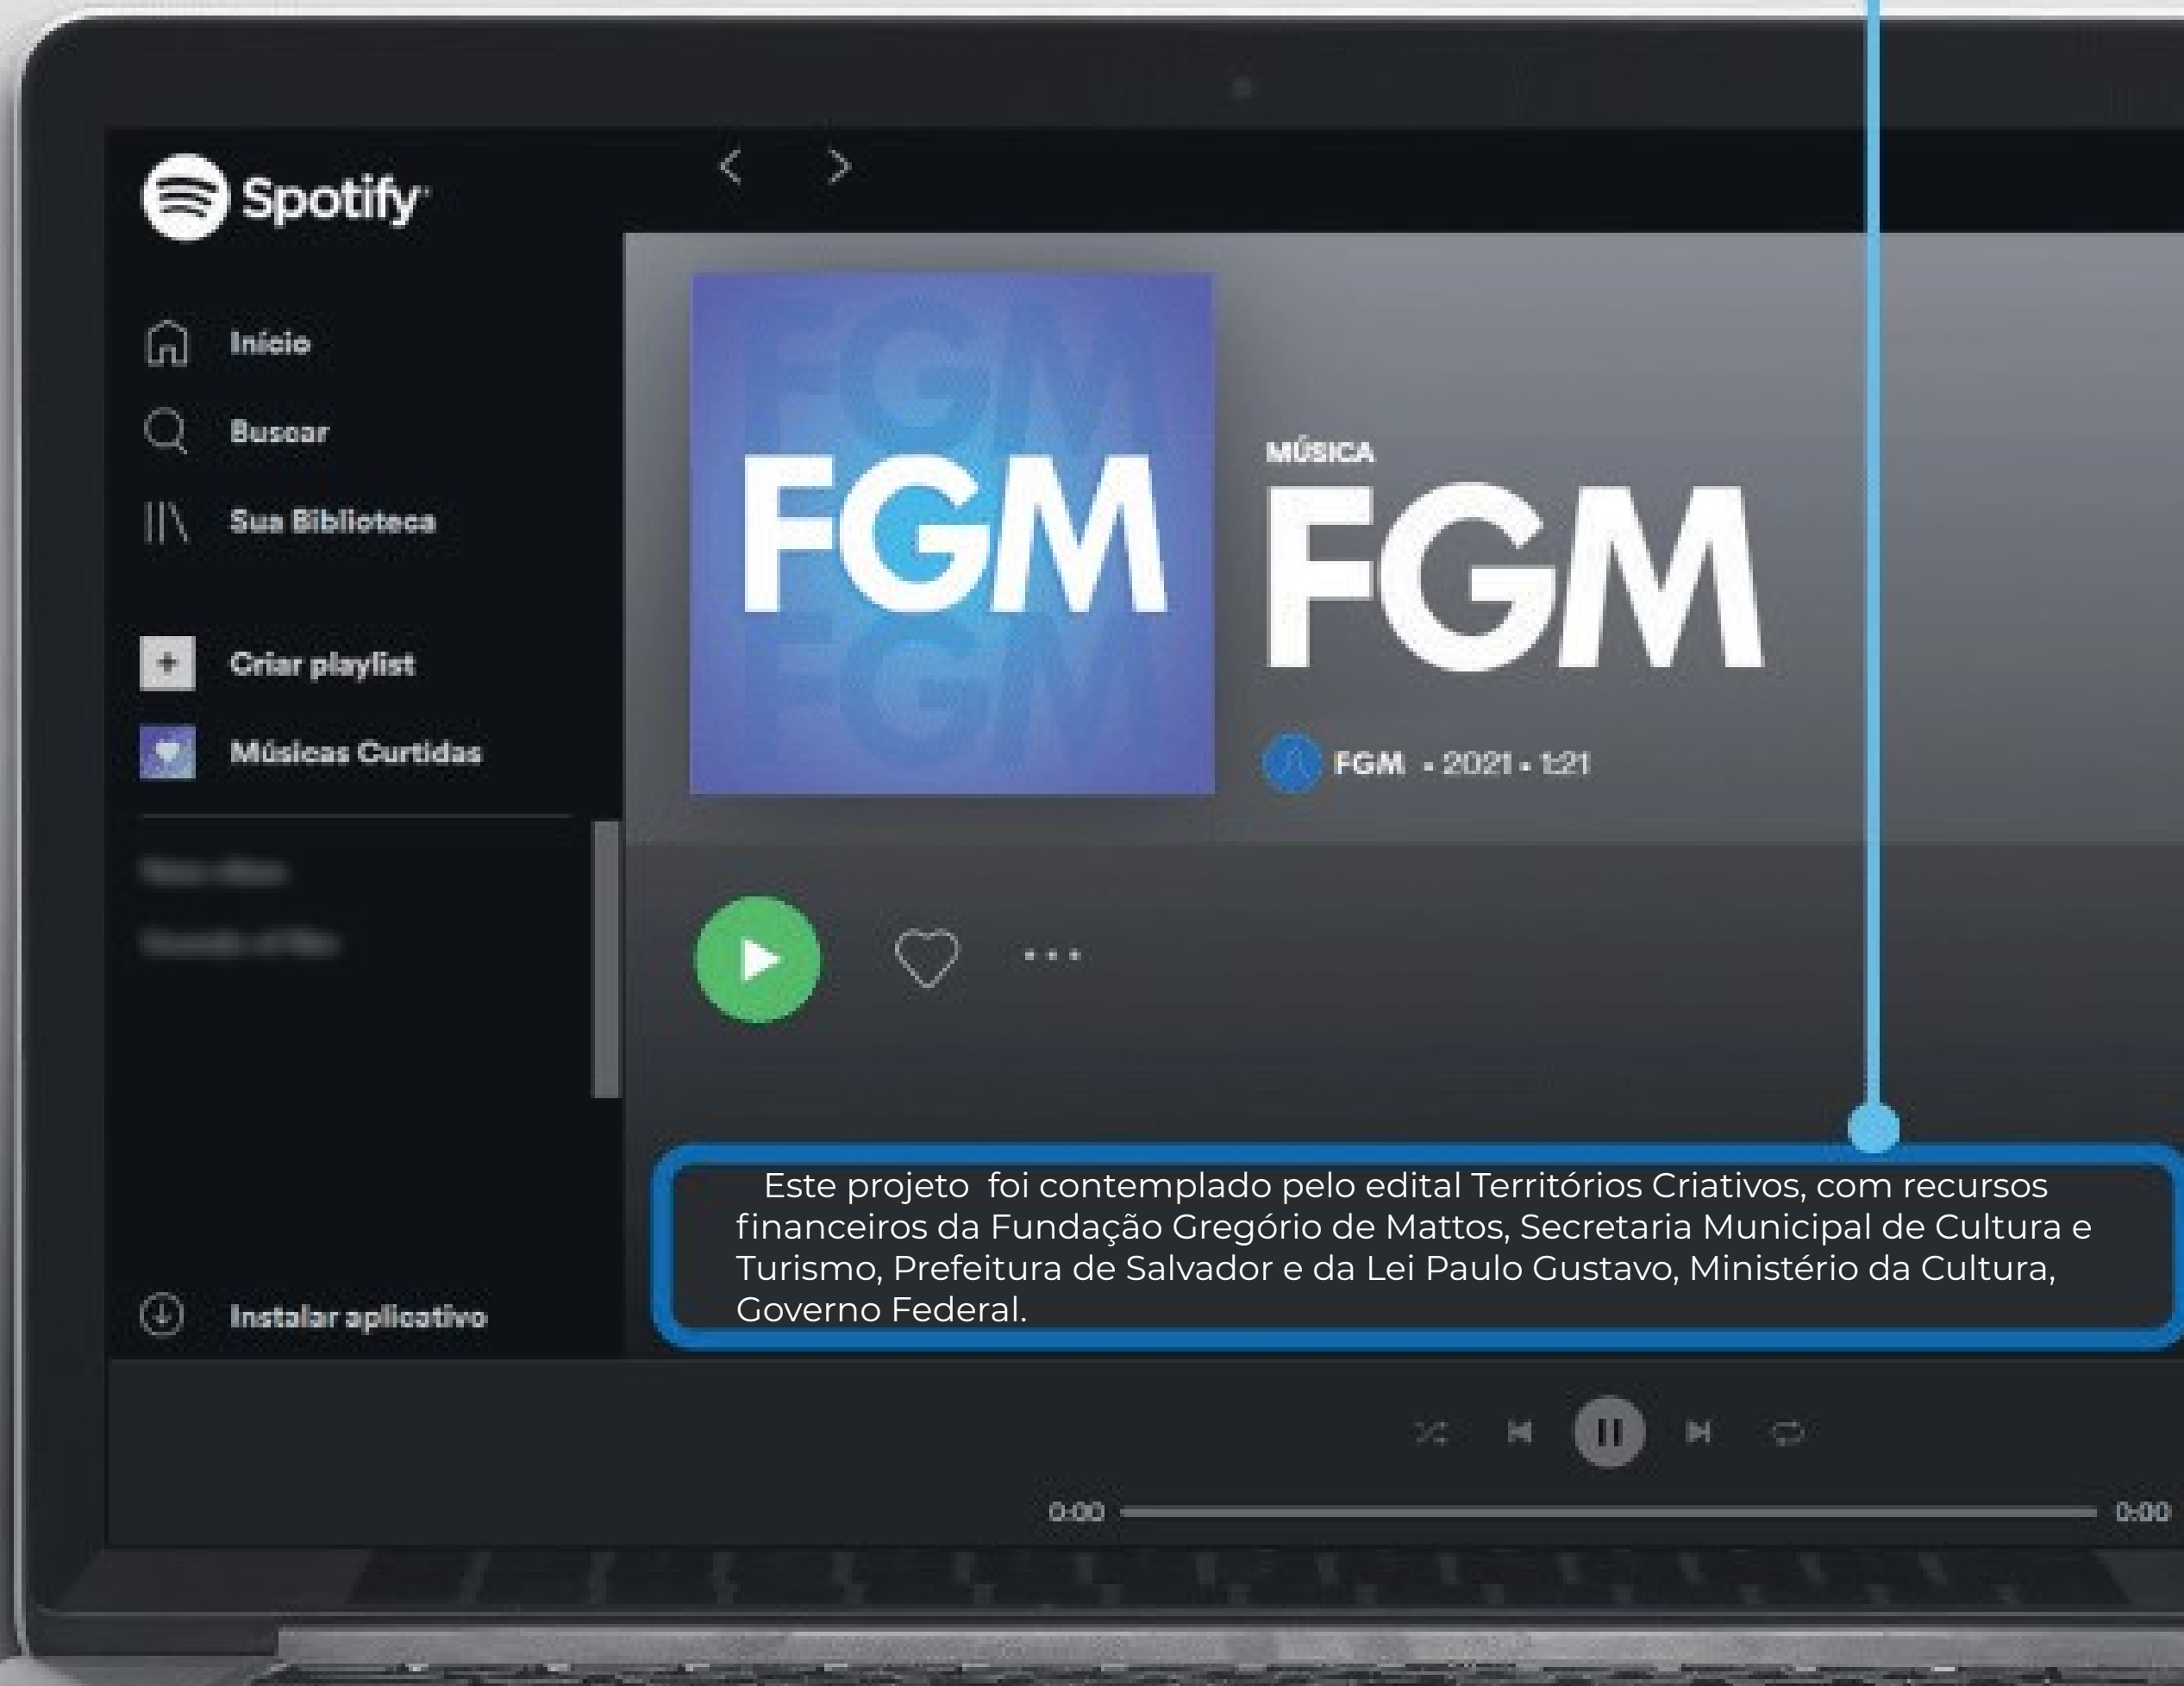 Spotify
Início
Buscar
Sua Biblioteca
Criar playlist
Músicas Curtidas
Instalar aplicativo
FGM
FGM
FGM
MÚSICA
FGM
FGM • 2021 • 1:21
Este projeto  foi contemplado pelo edital Territórios Criativos, com recursos
financeiros da Fundação Gregório de Mattos, Secretaria Municipal de Cultura e
Turismo, Prefeitura de Salvador e da Lei Paulo Gustavo, Ministério da Cultura,
Governo Federal.
0:00
0:00